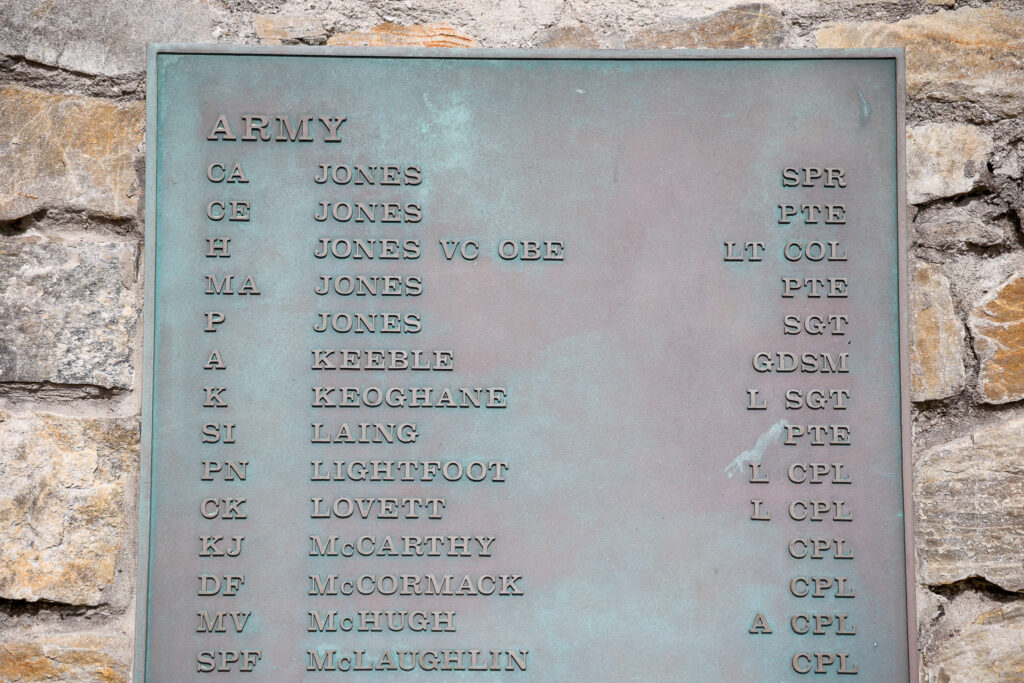 ARMY
CA JONES SPR
CE JONES PTE
H JONES VC OBE LT COL
MA JONES PTE
P JONES SGT
A KEEBLE GDSM
K KEOGHANE L SGT
SI LAING PTE
PN LIGHTFOOT L CPL
CK LOVETT L CPL
KJ McCARTHY CPL
DF McCORMACK CPL
MV McHUGH A CPL
SPF McLAUGHLIN CPL